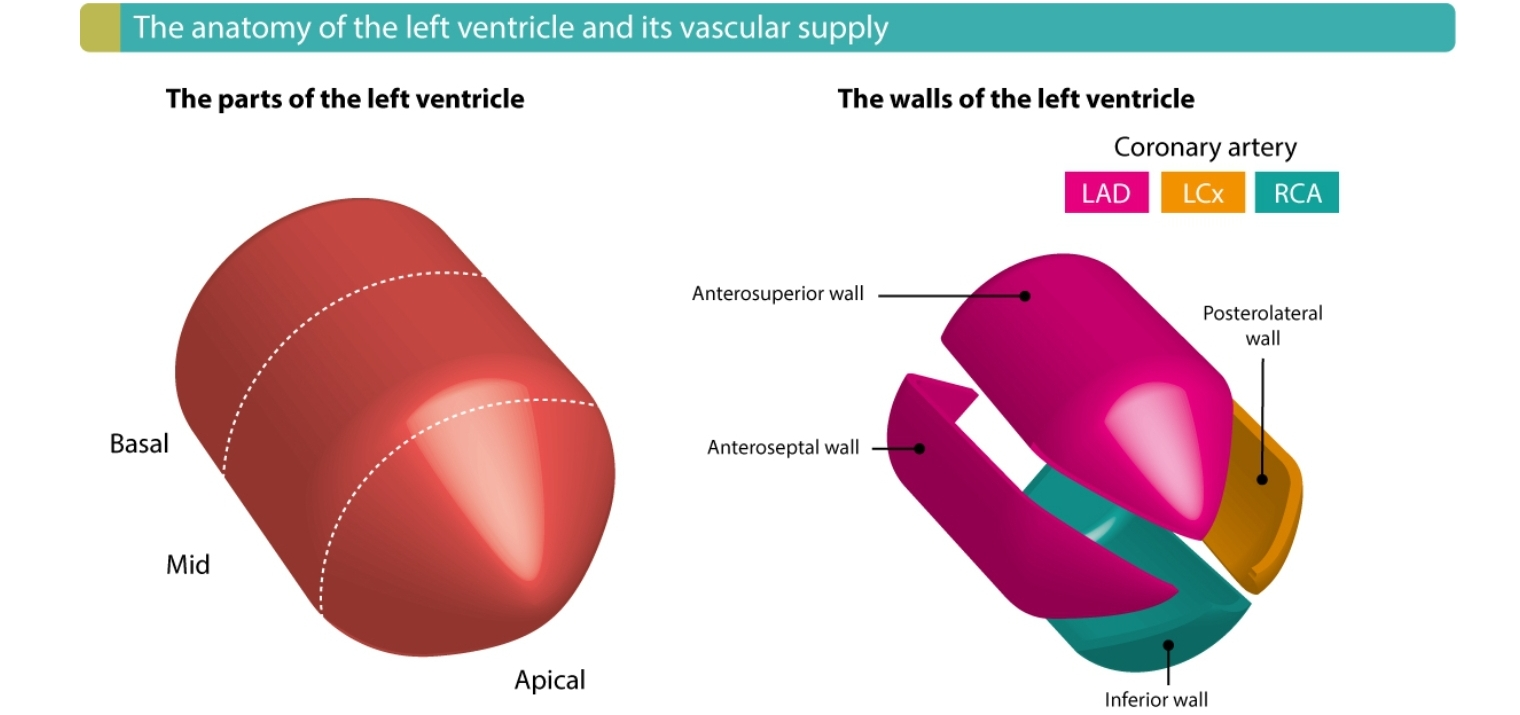 The anatomy of the left ventricle and its vascular supply
The parts of the left ventricle
The walls of the left ventricle
Coronary artery
LAD LCx RCA
Anterosuperior wall
Posterolateral
wall
Basal
Anteroseptal wall
Mid
Apical
Inferior wall